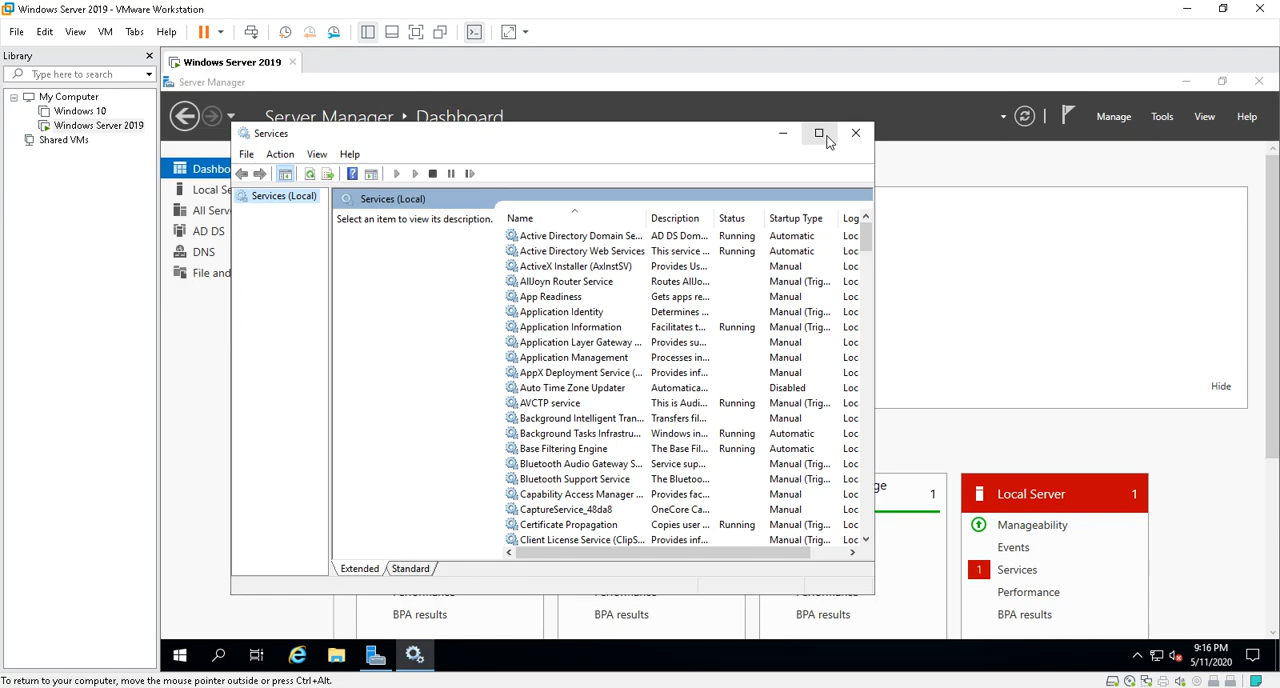 Windows Server 2019 - VMware Workstation
File Edit View VM Tabs Help
Library
Type here to search
My Computer
Windows 10
Windows Server 2019
Shared VMs
Windows Server 2019
Server Manager
Server Manager • Dashboard
Manage Tools View Help
Dashbo
Local Se
All Serv
AD DS
DNS
File and
Services
File Action View Help
Services (Local)
Services (Local)
Select an item to view its description.
Name Description Status Startup Type Log
Active Directory Domain Se... AD DS Dom... Running Automatic Loc
Active Directory Web Services This service ... Running Automatic Loc
ActiveX Installer (AxInstSV) Provides Us... Manual Loc
AllJoyn Router Service Routes AllJo... Manual (Trig... Loc
App Readiness Gets apps re... Manual Loc
Application Identity Determines ... Manual (Trig... Loc
Application Information Facilitates t... Running Manual (Trig... Loc
Application Layer Gateway ... Provides su... Manual Loc
Application Management Processes in... Manual Loc
AppX Deployment Service (... Provides inf... Manual Loc
Auto Time Zone Updater Automatica... Disabled Loc
AVCTP service This is Audi... Running Manual (Trig... Loc
Background Intelligent Tran... Transfers fil... Manual Loc
Background Tasks Infrastru... Windows in... Running Automatic Loc
Base Filtering Engine The Base Fil... Running Automatic Loc
Bluetooth Audio Gateway S... Service sup... Manual (Trig... Loc
Bluetooth Support Service The Bluetoo... Manual (Trig... Loc
Capability Access Manager ... Provides fac... Manual Loc
CaptureService_48da8 OneCore Ca... Manual Loc
Certificate Propagation Copies user ... Running Manual (Trig... Loc
Client License Service (ClipS... Provides inf... Manual (Trig... Loc
Extended Standard
Hide
ge 1
Local Server 1
Manageability
Events
1 Services
Performance
BPA results
BPA results
BPA results
BPA results
9:16 PM
5/11/2020
To return to your computer, move the mouse pointer outside or press Ctrl+Alt.